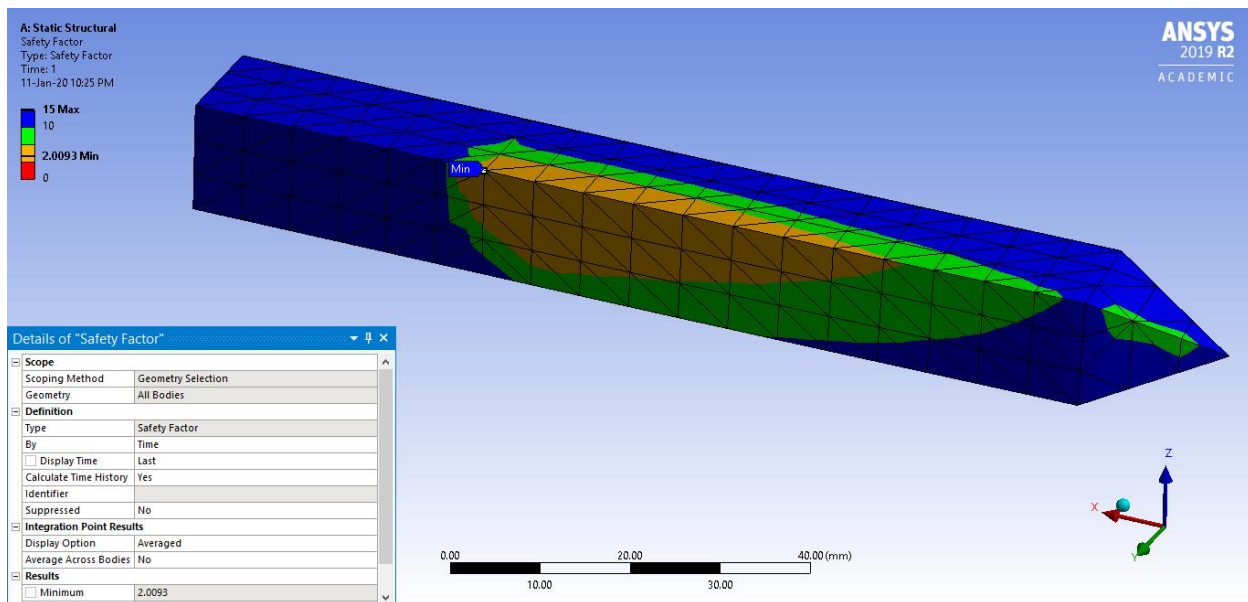 A: Static Structural
Safety Factor
Type: Safety Factor
Time: 1
11-Jan-20 10:25 PM
15 Max
10
2.0093 Min
0
ANSYS
2019 R2
ACADEMIC
Min
Details of "Safety Factor"
Scope
Scoping Method Geometry Selection
Geometry All Bodies
Definition
Type Safety Factor
By Time
Display Time Last
Calculate Time History Yes
Identifier
Suppressed No
Integration Point Results
Display Option Averaged
Average Across Bodies No
Results
Minimum 2.0093
0.00 20.00 40.00 (mm)
10.00 30.00
Z
X
Y